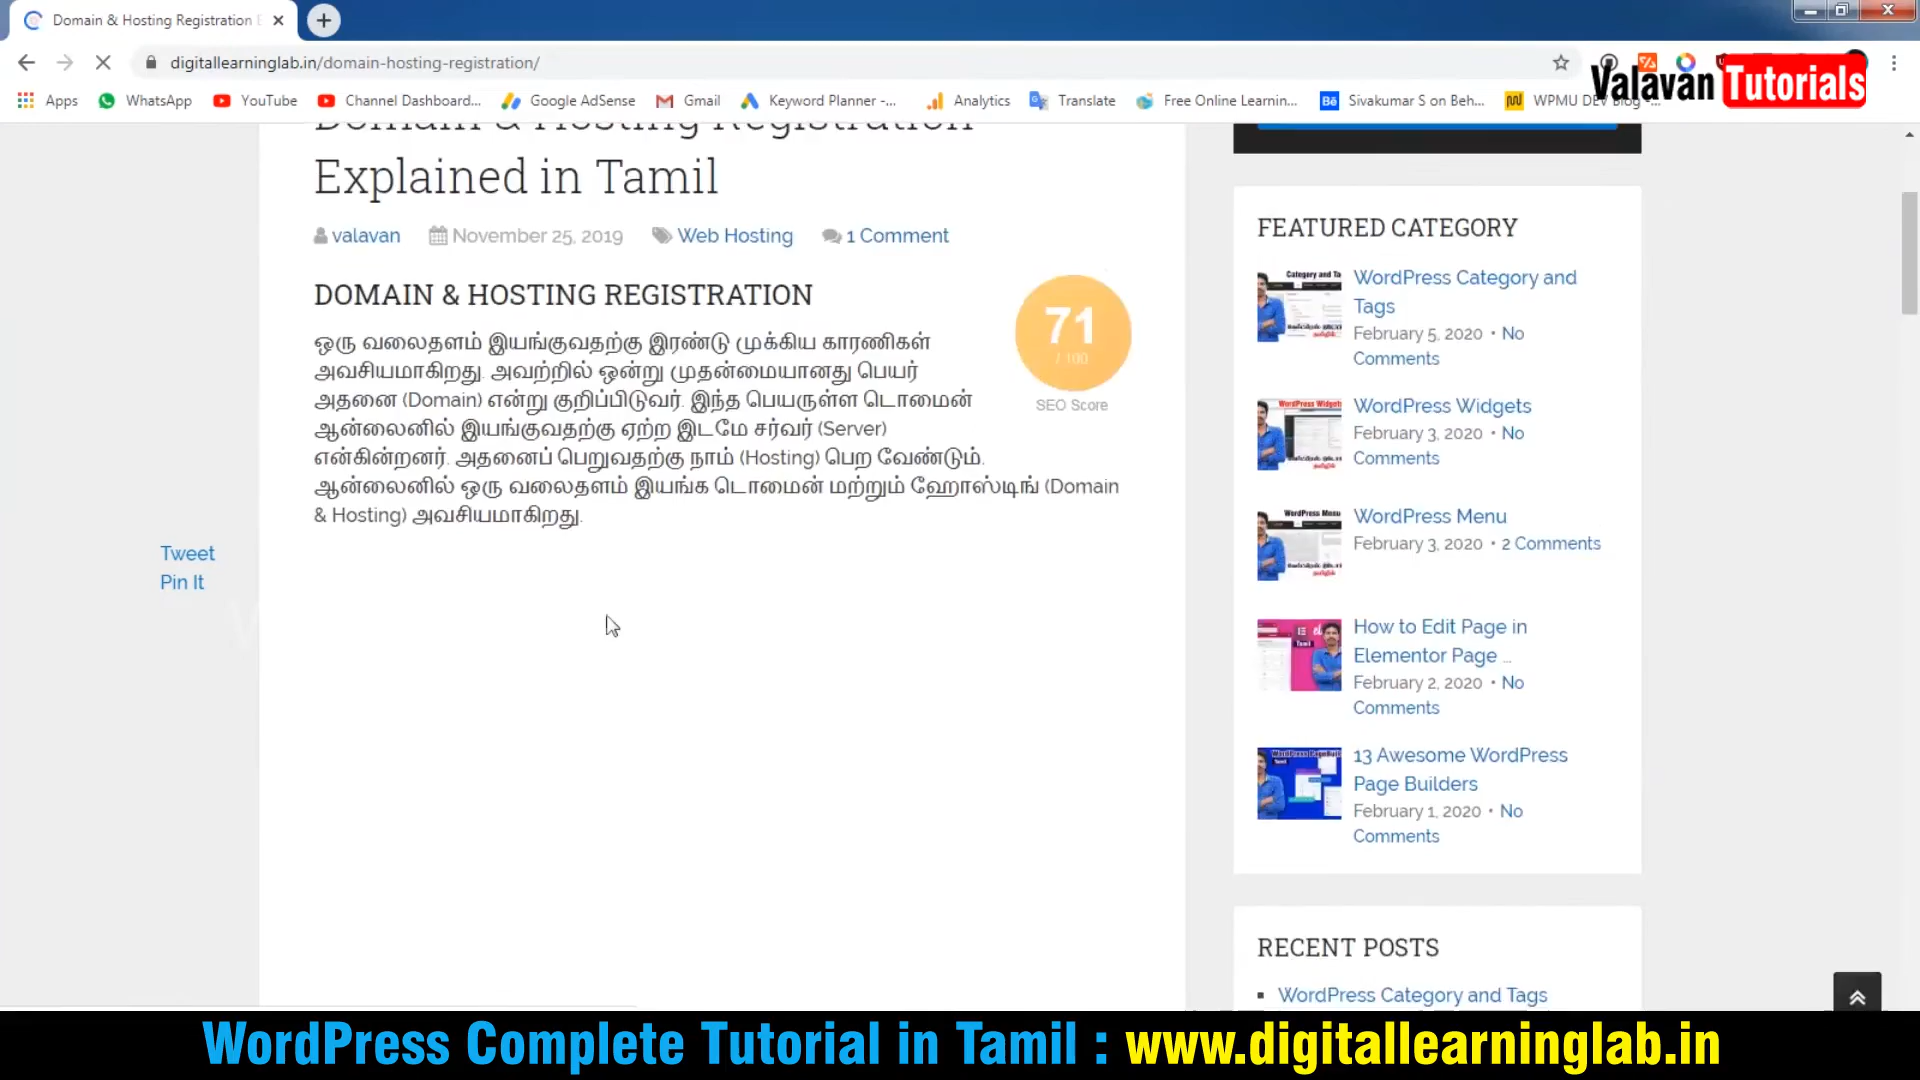 Domain & Hosting Registration E
digitallearninglab.in/domain-hosting-registration/
Apps
WhatsApp
YouTube
Channel Dashboard...
Google AdSense
Gmail
Keyword Planner -...
Analytics
Translate
Free Online Learnin...
Sivakumar S on Beh...
WPMU DEV Blog -...
Valavan Tutorials
Domain & Hosting Registration
Explained in Tamil
valavan
November 25, 2019
Web Hosting
1 Comment
DOMAIN & HOSTING REGISTRATION
ஒரு வலைதளம் இயங்குவதற்கு இரண்டு முக்கிய காரணிகள்
அவசியமாகிறது. அவற்றில் ஒன்று முதன்மையானது பெயர்
அதனை (Domain) என்று குறிப்பிடுவர். இந்த பெயருள்ள டொமைன்
ஆன்லைனில் இயங்குவதற்கு ஏற்ற இடமே சர்வர் (Server)
என்கின்றனர். அதனைப் பெறுவதற்கு நாம் (Hosting) பெற வேண்டும்.
ஆன்லைனில் ஒரு வலைதளம் இயங்க டொமைன் மற்றும் ஹோஸ்டிங் (Domain
& Hosting) அவசியமாகிறது.
71
/ 100
SEO Score
Tweet
Pin It
FEATURED CATEGORY
WordPress Category and
Tags
February 5, 2020 • No
Comments
WordPress Widgets
February 3, 2020 • No
Comments
WordPress Menu
February 3, 2020 • 2 Comments
How to Edit Page in
Elementor Page ...
February 2, 2020 • No
Comments
13 Awesome WordPress
Page Builders
February 1, 2020 • No
Comments
RECENT POSTS
WordPress Category and Tags
WordPress Complete Tutorial in Tamil : www.digitallearninglab.in